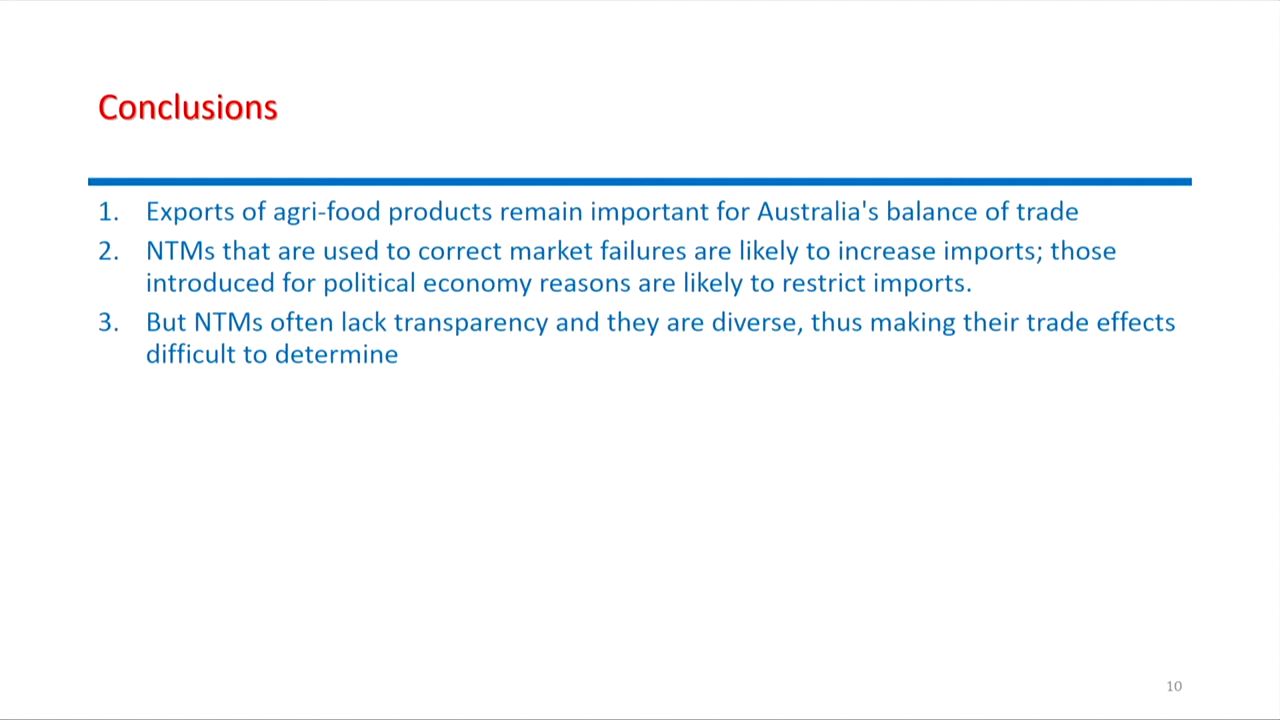 Conclusions
1. Exports of agri-food products remain important for Australia's balance of trade
2. NTMs that are used to correct market failures are likely to increase imports; those
introduced for political economy reasons are likely to restrict imports.
3. But NTMs often lack transparency and they are diverse, thus making their trade effects
difficult to determine
10